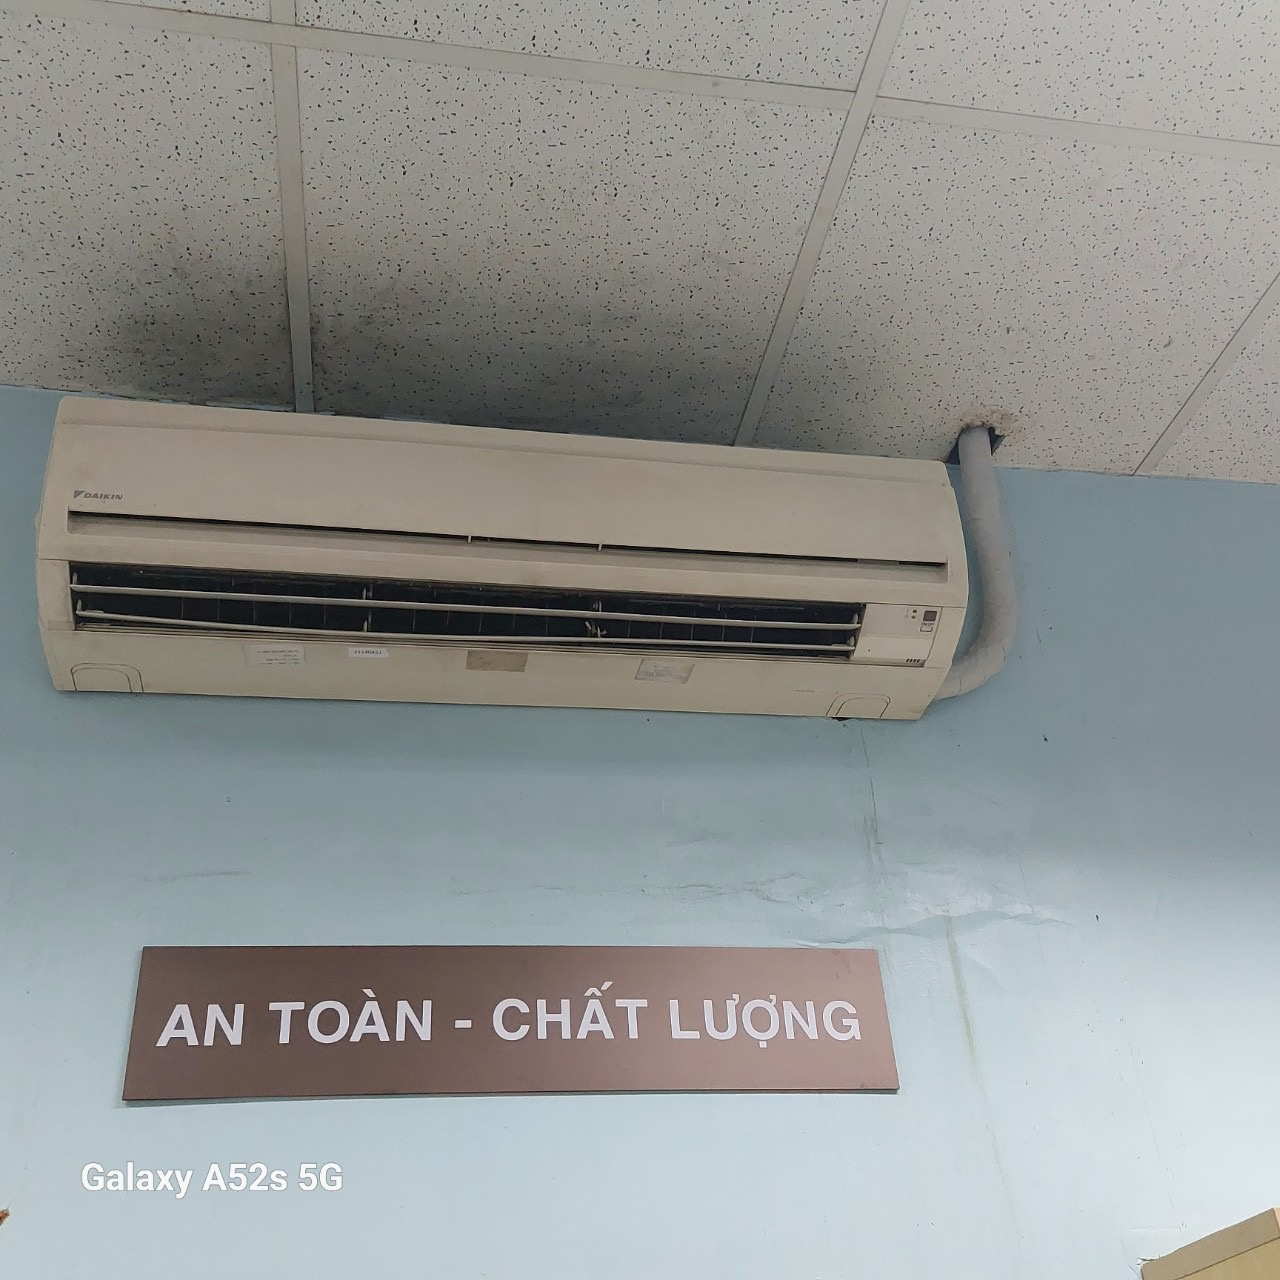 DAIKIN
AN TOÀN - CHẤT LƯỢNG
Galaxy A52s 5G